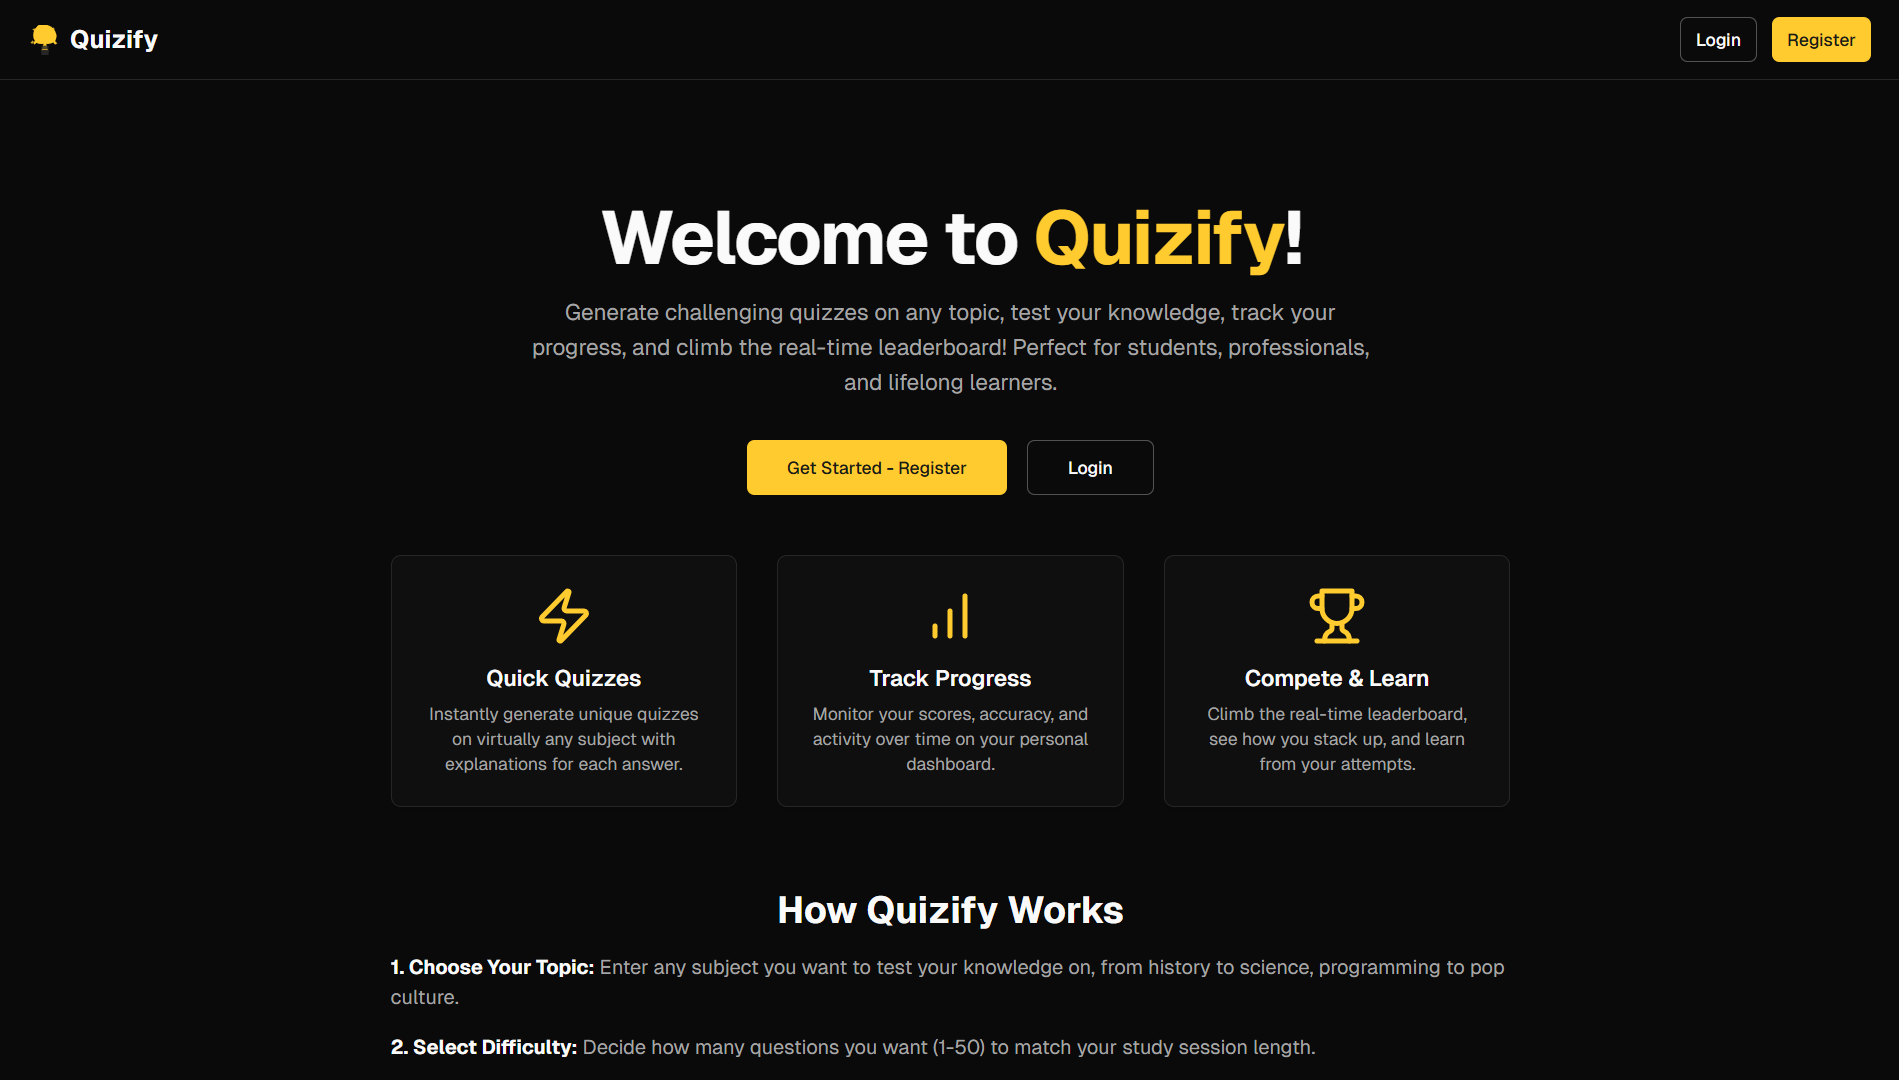 Quizify
Login
Register
Welcome to Quizify!
Generate challenging quizzes on any topic, test your knowledge, track your
progress, and climb the real-time leaderboard! Perfect for students, professionals,
and lifelong learners.
Get Started - Register
Login
Quick Quizzes
Instantly generate unique quizzes
on virtually any subject with
explanations for each answer.
Track Progress
Monitor your scores, accuracy, and
activity over time on your personal
dashboard.
Compete & Learn
Climb the real-time leaderboard,
see how you stack up, and learn
from your attempts.
How Quizify Works
1. Choose Your Topic: Enter any subject you want to test your knowledge on, from history to science, programming to pop
culture.
2. Select Difficulty: Decide how many questions you want (1-50) to match your study session length.